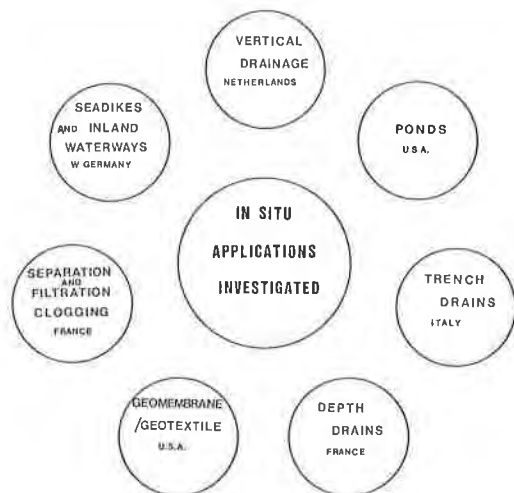 VERTICAL
DRAINAGE
NETHERLANDS
SEADIKES
AND INLAND
WATERWAYS
W GERMANY
PONDS
U.S.A.
IN SITU
APPLICATIONS
INVESTIGATED
SEPARATION
AND
FILTRATION
CLOGGING
FRANCE
TRENCH
DRAINS
ITALY
GEOMEMBRANE
/GEOTEXTILE
U.S.A.
DEPTH
DRAINS
FRANCE